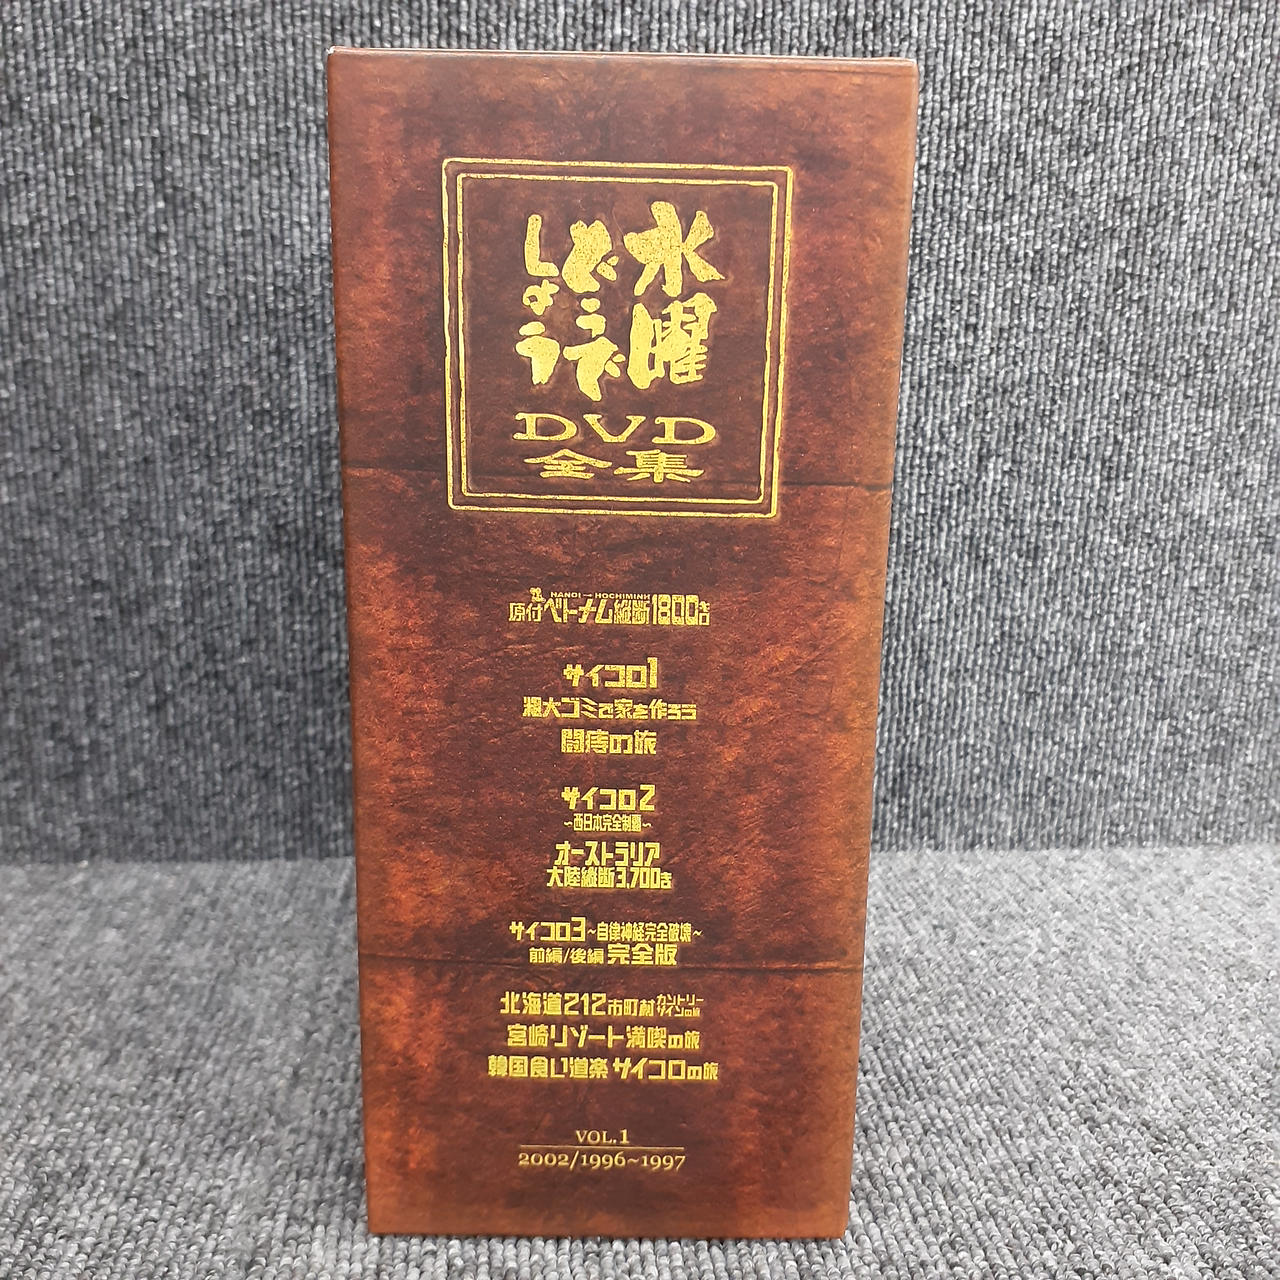 水曜
どうで
しょう
DVD
全集
HANOI→HOCHIMINH
原付ベトナム縦断1800キロ
サイコロ1
粗大ゴミで家を作ろう
闘痔の旅
サイコロ2
~西日本完全制覇~
オーストラリア
大陸縦断3,700キロ
サイコロ3~自律神経完全破壊~
前編/後編 完全版
北海道212市町村カントリーサインの旅
宮崎リゾート満喫の旅
韓国食い道楽サイコロの旅
VOL.1
2002/1996~1997